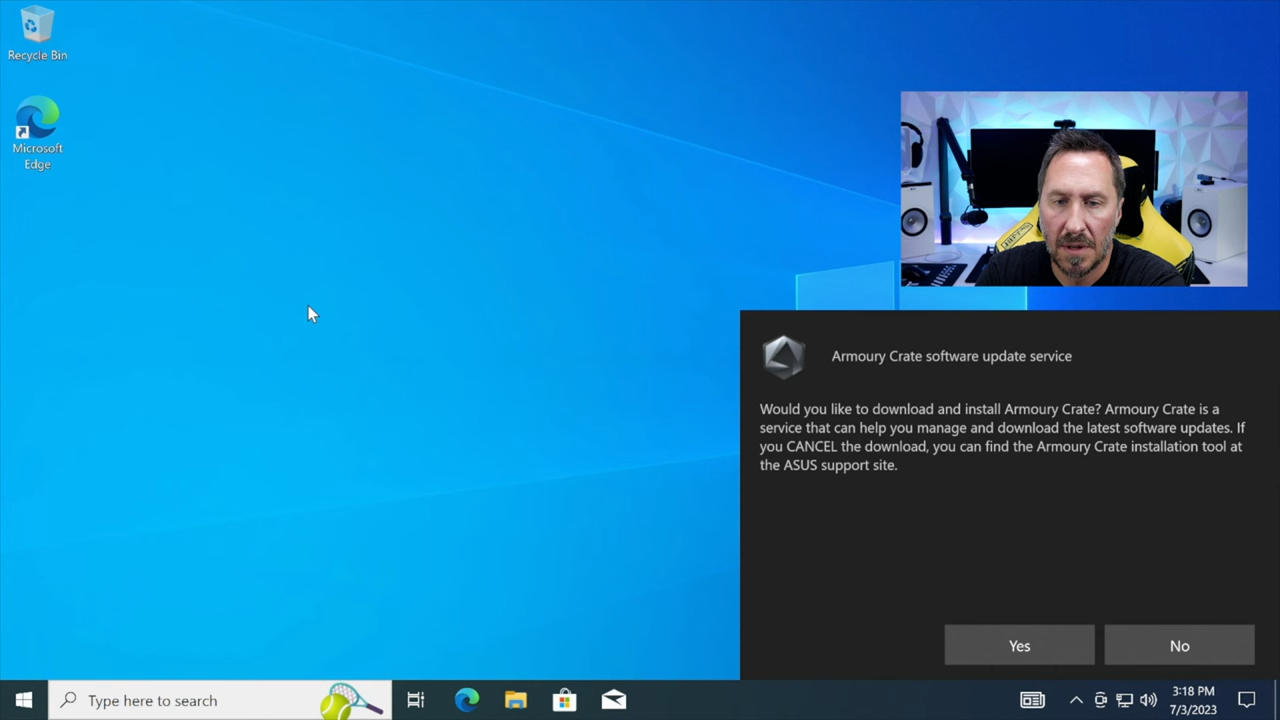 Recycle Bin
Microsoft
Edge
Armoury Crate software update service
Would you like to download and install Armoury Crate? Armoury Crate is a
service that can help you manage and download the latest software updates. If
you CANCEL the download, you can find the Armoury Crate installation tool at
the ASUS support site.
Yes
No
Type here to search
3:18 PM
7/3/2023